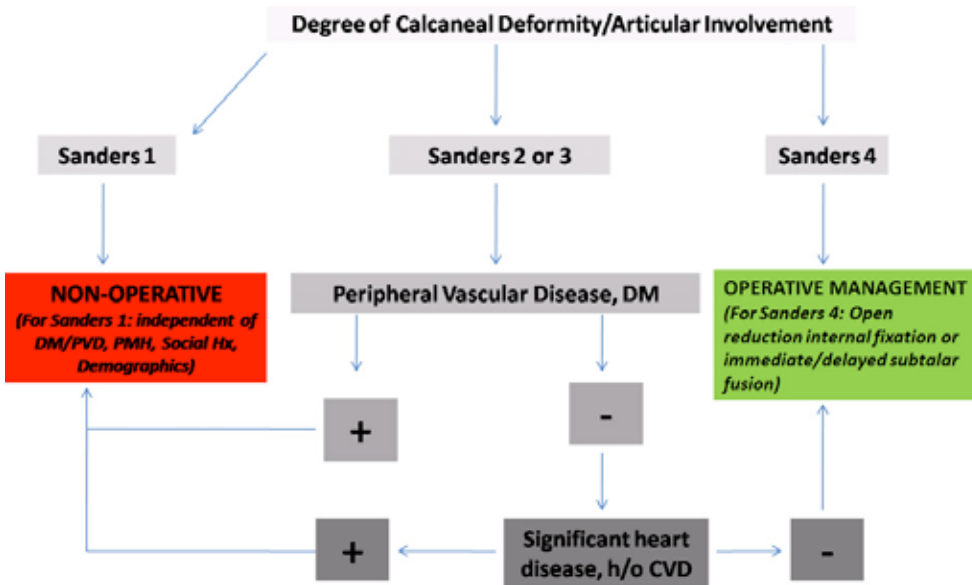 Degree of Calcaneal Deformity/Articular Involvement
Sanders 1
Sanders 2 or 3
Sanders 4
NON-OPERATIVE
(For Sanders 1: independent of
DM/PVD, PMH, Social Hx,
Demographics)
Peripheral Vascular Disease, DM
OPERATIVE MANAGEMENT
(For Sanders 4: Open
reduction internal fixation or
immediate/delayed subtalar
fusion)
+
-
+
Significant heart
disease, h/o CVD
-